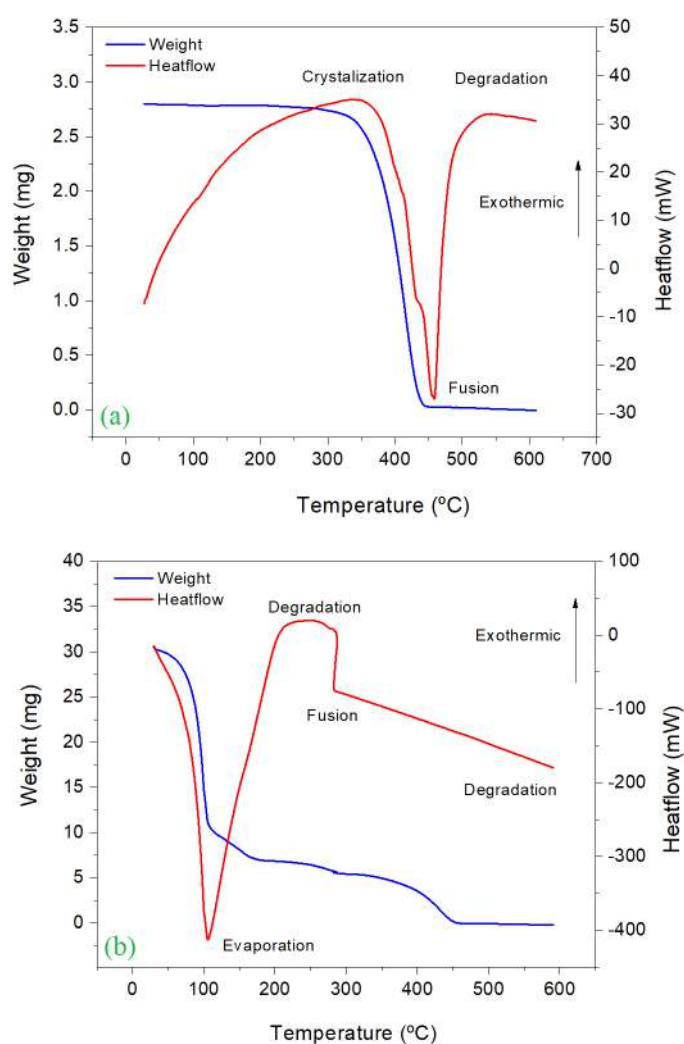 3.5
50
Weight
Heatflow
Crystalization
Degradation
3.0
40
2.5
30
20
2.0
Exothermic
10
1.5
0
1.0
-10
0.5
-20
Fusion
0.0
-30
(a)
Weight (mg)
Heatflow (mW)
0 100 200 300 400 500 600 700
Temperature (ºC)
40
100
Weight
Heatflow
Degradation
35
Exothermic
0
30
25
Fusion
-100
20
Degradation
15
-200
10
5
-300
0
-400
(b)
Evaporation
Weight (mg)
Heatflow (mW)
0 100 200 300 400 500 600
Temperature (ºC)